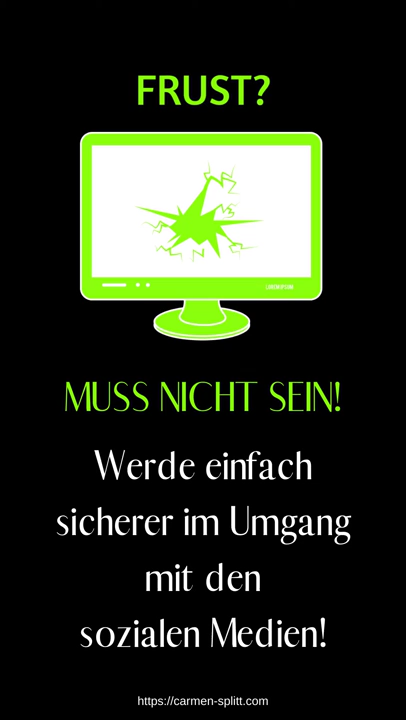 FRUST?
MUSS NICHT SEIN!
Werde einfach
sicherer im Umgang
mit den
sozialen Medien!
https://carmen-splitt.com